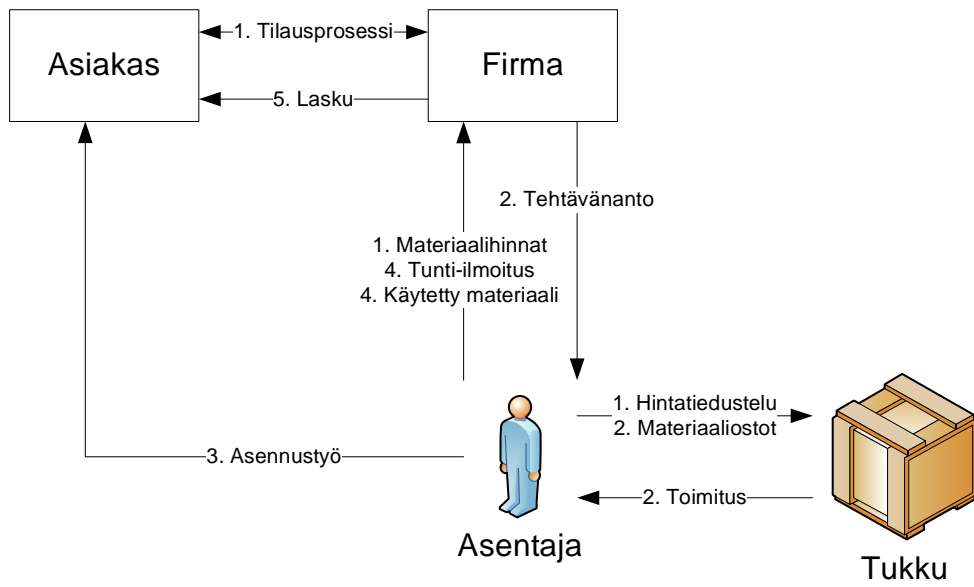 1. Tilausprosessi
Asiakas
Firma
5. Lasku
2. Tehtävänanto
1. Materiaalihinnat
4. Tunti-ilmoitus
4. Käytetty materiaali
1. Hintatiedustelu
2. Materiaaliostot
3. Asennustyö
2. Toimitus
Asentaja
Tukku